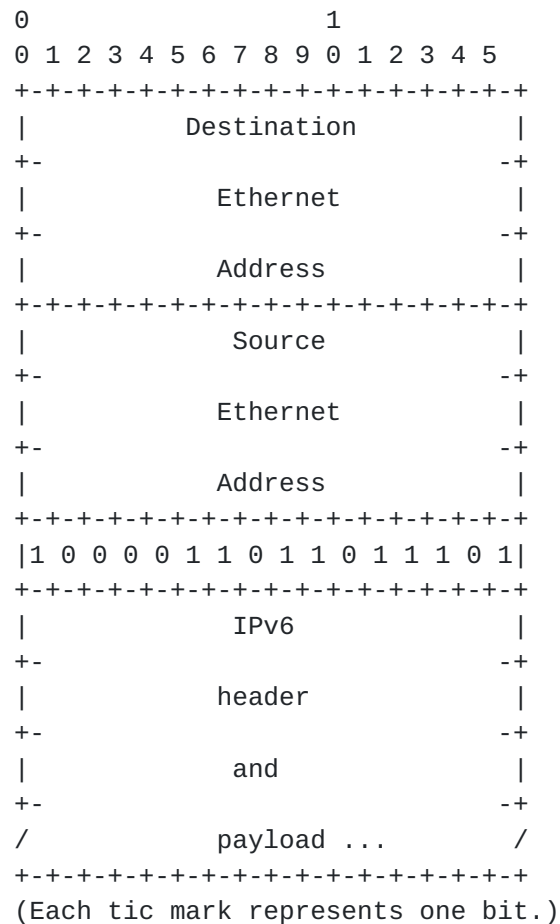 0                   1
0 1 2 3 4 5 6 7 8 9 0 1 2 3 4 5
+-+-+-+-+-+-+-+-+-+-+-+-+-+-+-+-+
|          Destination          |
+-                             -+
|            Ethernet           |
+-                             -+
|            Address            |
+-+-+-+-+-+-+-+-+-+-+-+-+-+-+-+-+
|             Source            |
+-                             -+
|            Ethernet           |
+-                             -+
|            Address            |
+-+-+-+-+-+-+-+-+-+-+-+-+-+-+-+-+
|1 0 0 0 0 1 1 0 1 1 0 1 1 1 0 1|
+-+-+-+-+-+-+-+-+-+-+-+-+-+-+-+-+
|             IPv6              |
+-                             -+
|            header             |
+-                             -+
|             and               |
+-                             -+
/            payload ...        /
+-+-+-+-+-+-+-+-+-+-+-+-+-+-+-+-+
(Each tic mark represents one bit.)